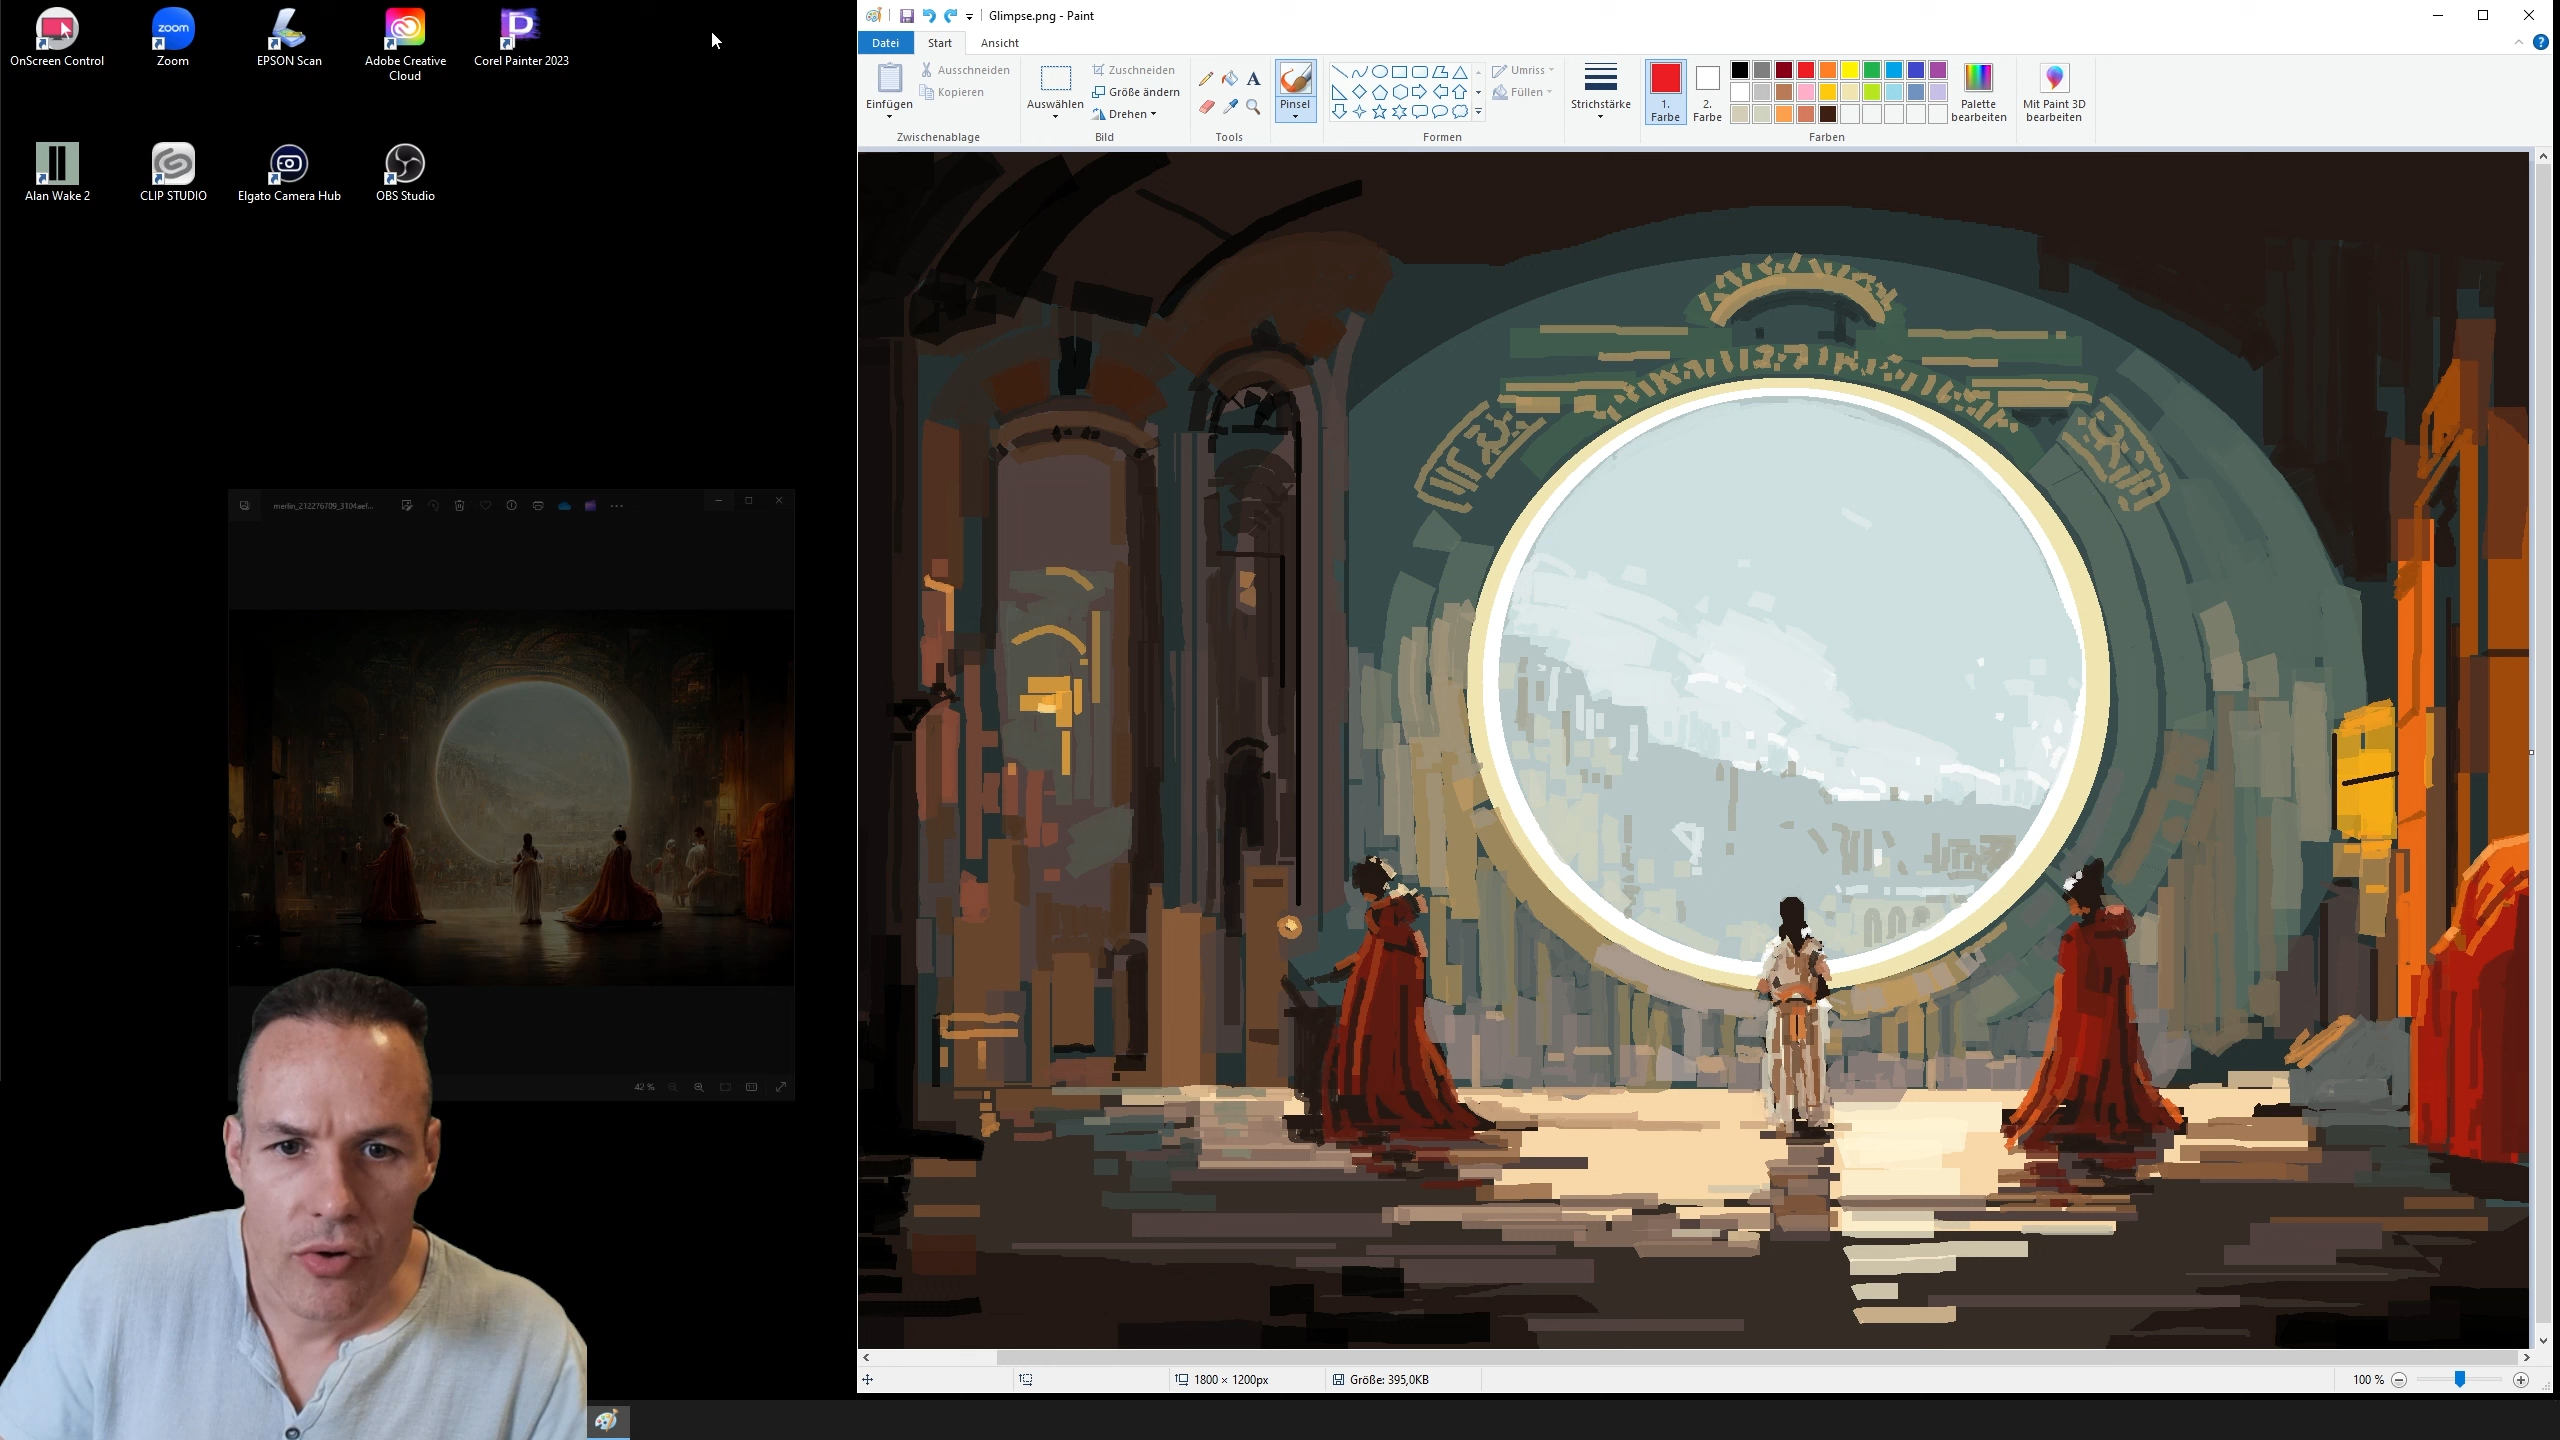 OnScreen Control
Zoom
EPSON Scan
Adobe Creative
Cloud
Corel Painter 2023
Alan Wake 2
CLIP STUDIO
Elgato Camera Hub
OBS Studio
zoom
42 %
Glimpse.png - Paint
Datei
Start
Ansicht
Einfügen
Ausschneiden
Kopieren
Zwischenablage
Auswählen
Zuschneiden
Größe ändern
Drehen
Bild
A
Tools
Pinsel
Umriss
Füllen
Formen
Strichstärke
1.
Farbe
2.
Farbe
Palette
bearbeiten
Mit Paint 3D
bearbeiten
Farben
1800 × 1200px
Größe: 395,0KB
100 %